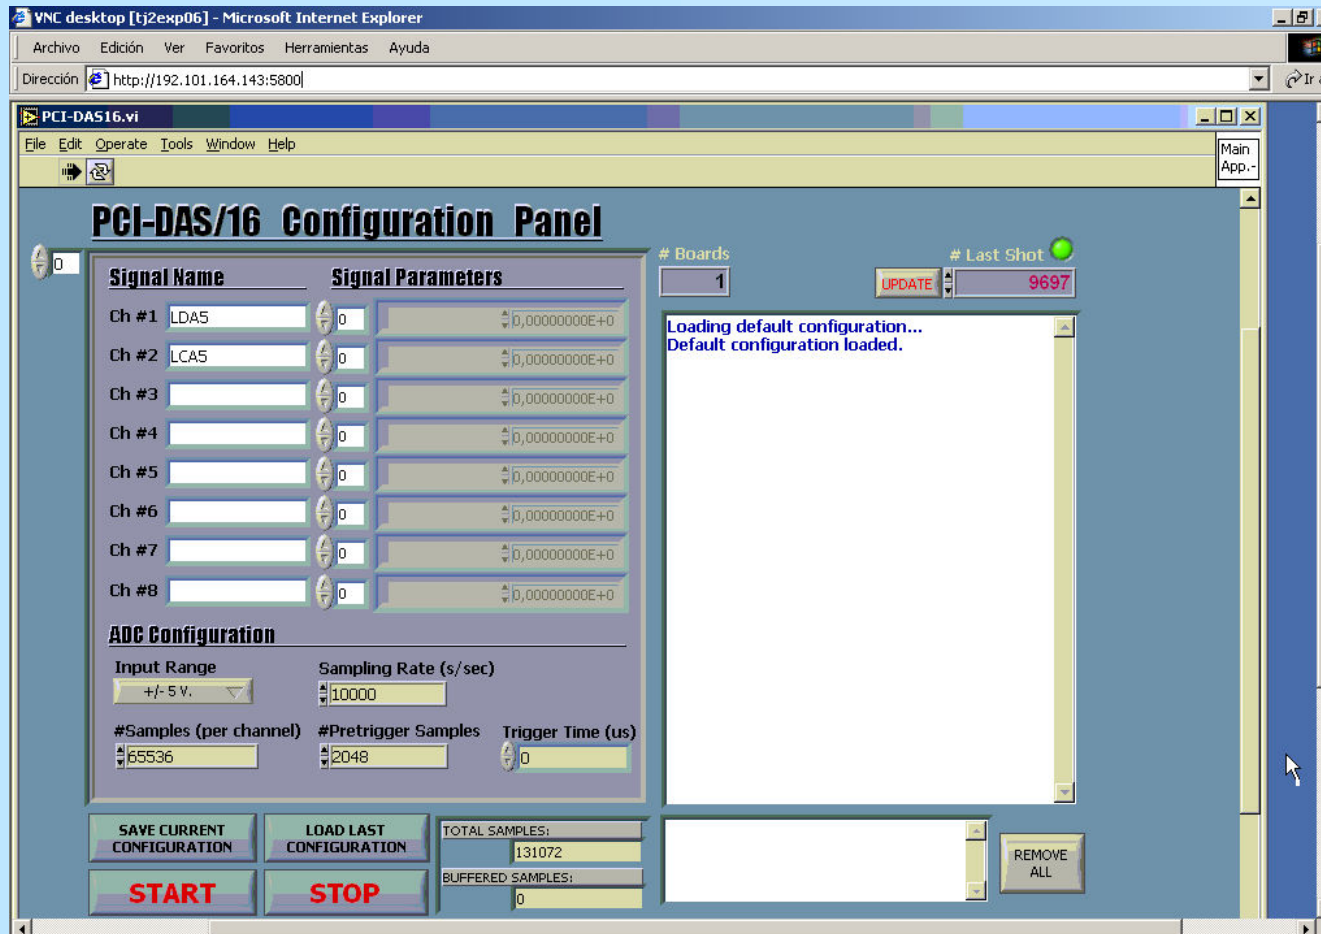 VNC desktop [tj2exp06] - Microsoft Internet Explorer
Archivo Edición Ver Favoritos Herramientas Ayuda
Dirección http://192.101.164.143:5800 Ir
PCI-DAS16.vi
File Edit Operate Tools Window Help
Main
App.-
PCI-DAS/16 Configuration Panel
# Boards # Last Shot
0
1 UPDATE 9697
Signal Name Signal Parameters
Ch #1 LDA5 0 0,00000000E+0
Ch #2 LCA5 0 0,00000000E+0
Ch #3 0 0,00000000E+0
Ch #4 0 0,00000000E+0
Ch #5 0 0,00000000E+0
Ch #6 0 0,00000000E+0
Ch #7 0 0,00000000E+0
Ch #8 0 0,00000000E+0
Loading default configuration...
Default configuration loaded.
ADC Configuration
Input Range Sampling Rate (s/sec)
+/- 5 V. 10000
#Samples (per channel) #Pretrigger Samples Trigger Time (us)
65536 2048 0
SAVE CURRENT
CONFIGURATION
LOAD LAST
CONFIGURATION
TOTAL SAMPLES:
131072
START STOP
BUFFERED SAMPLES:
0
REMOVE
ALL